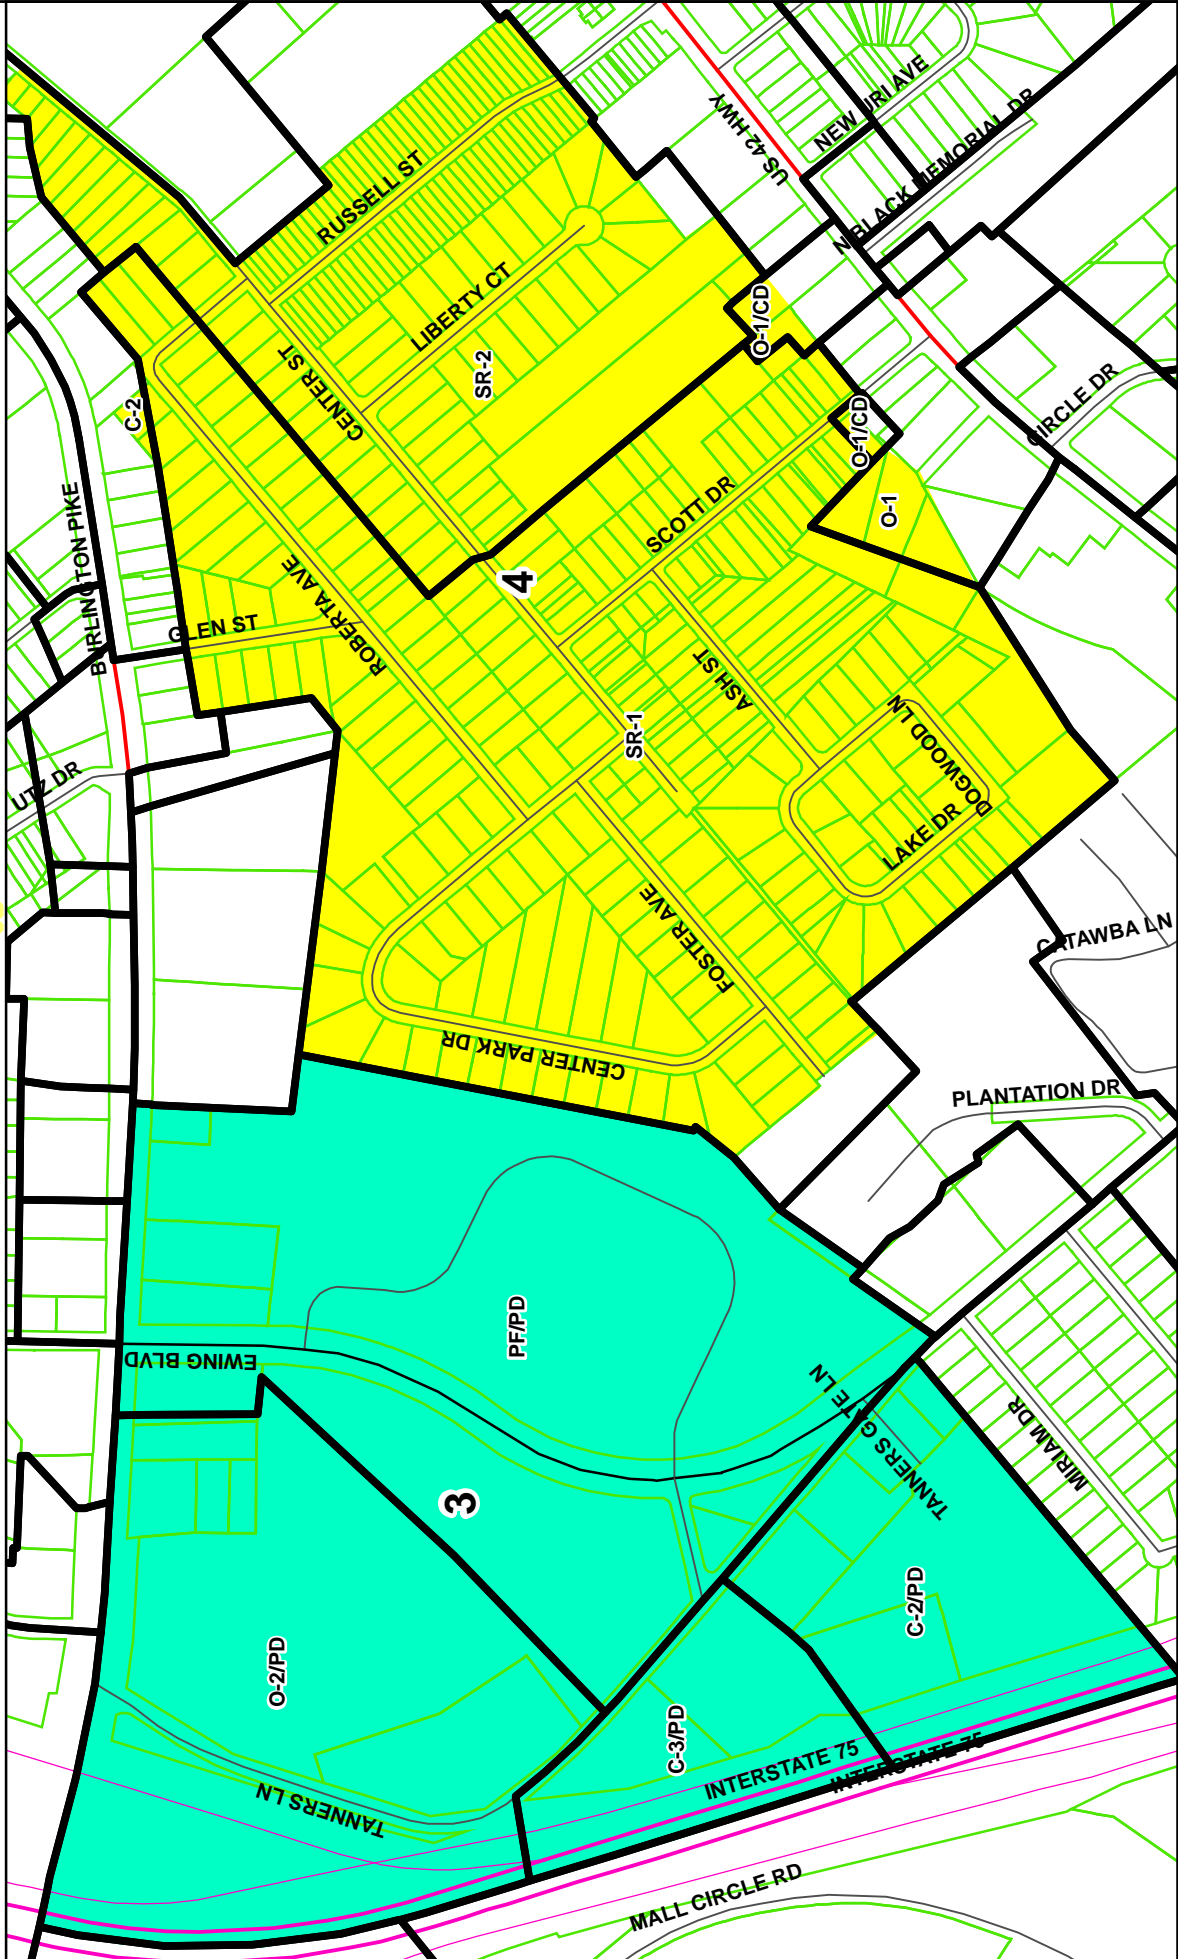 US 42 HWY
NEW URI AVE
N BLACK MEMORIAL DR
RUSSELL ST
LIBERTY CT
O-1/CD
CENTER ST
SR-2
C-2
CIRCLE DR
O-1/CD
BURLINGTON PIKE
SCOTT DR
O-1
ROBERTA AVE
4
GLEN ST
ASH ST
SR-1
DOGWOOD LN
UTZ DR
LAKE DR
FOSTER AVE
CATAWBA LN
CENTER PARK DR
PLANTATION DR
PF/PD
EWING BLVD
TANNERS GATE LN
MIRIAM DR
3
C-2/PD
O-2/PD
C-3/PD
INTERSTATE 75
INTERSTATE 75
TANNERS LN
MALL CIRCLE RD